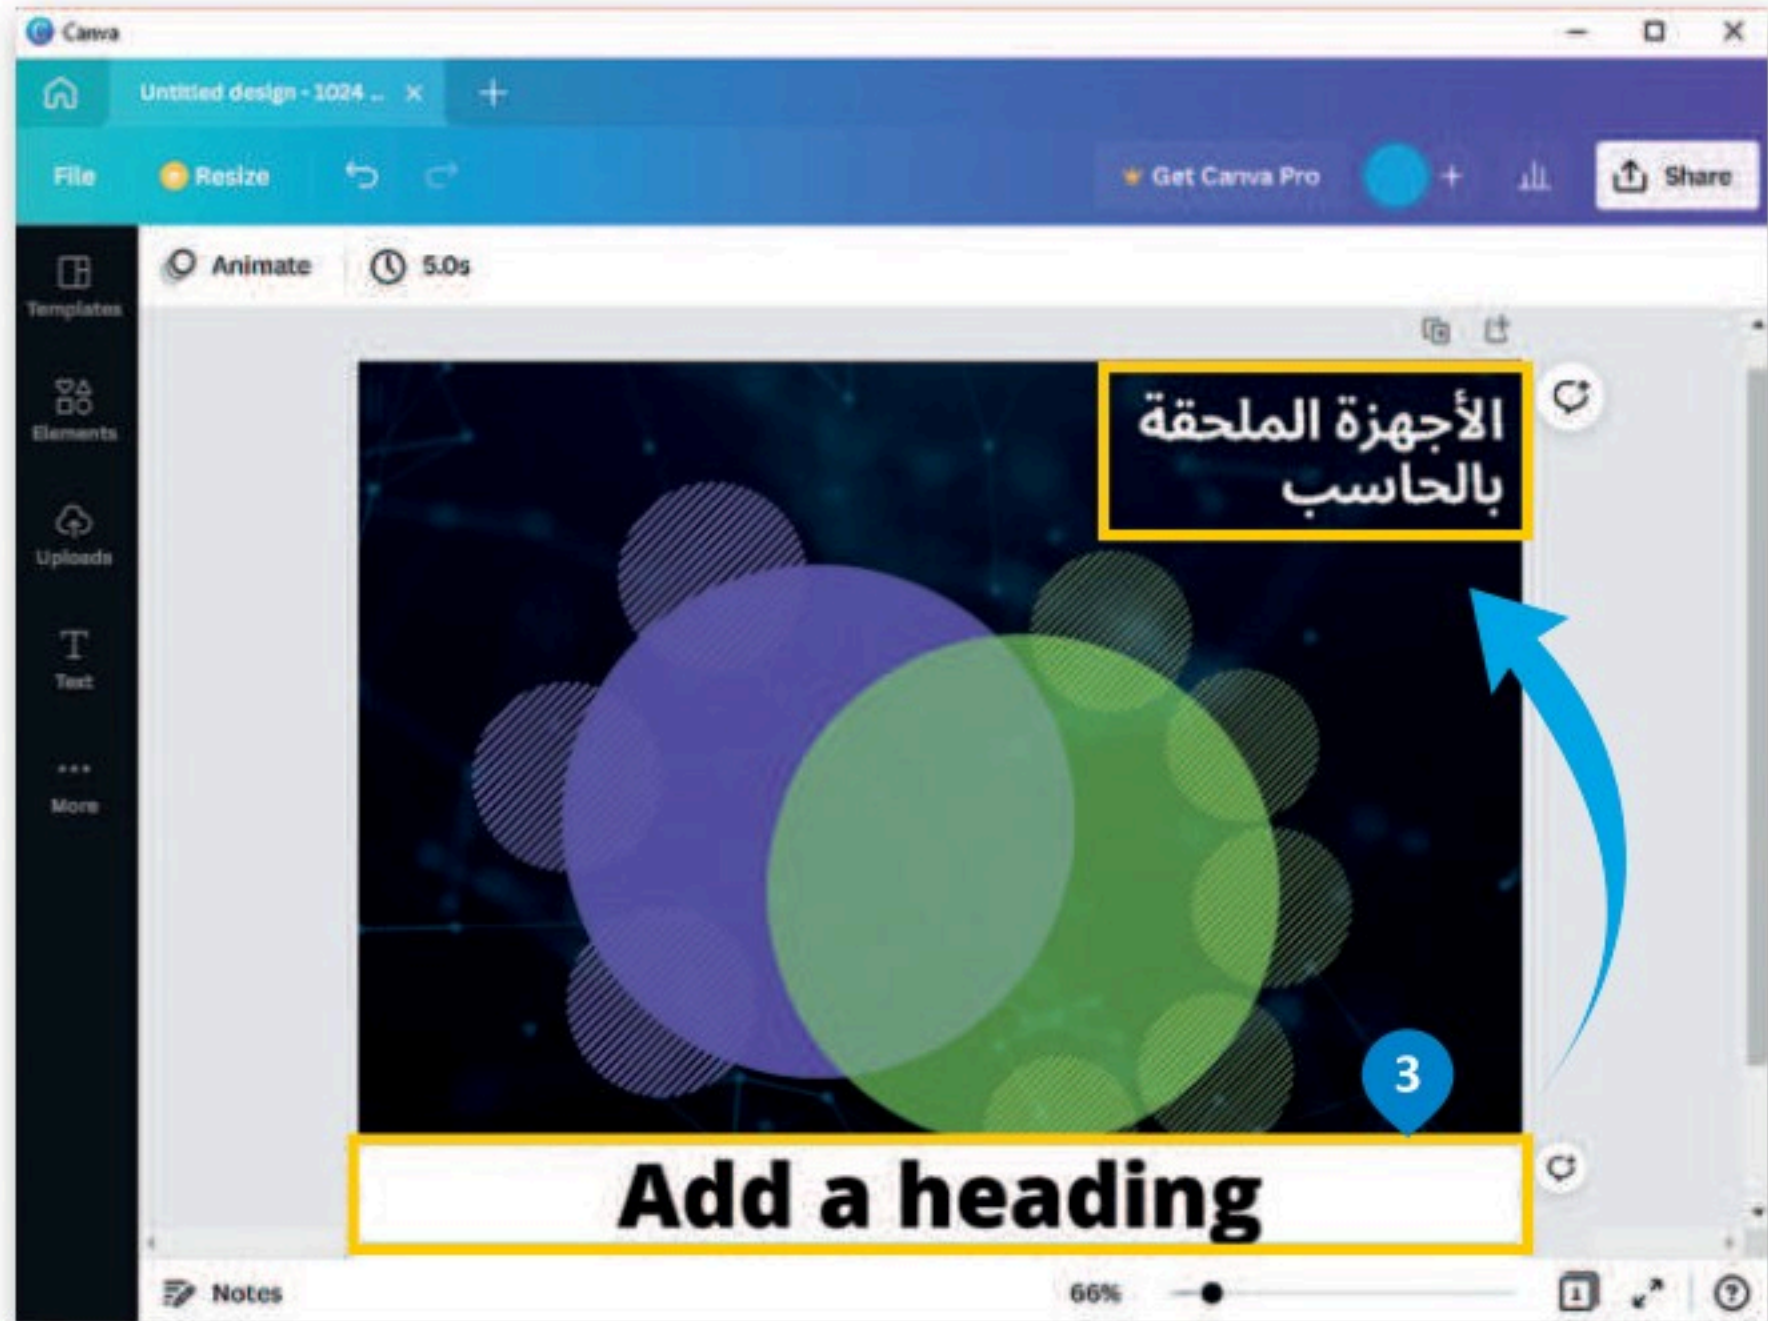 Canva
Untitled design - 1024 ...
File
Resize
Get Canva Pro
Share
Templates
Animate
5.0s
Elements
Uploads
Text
More
الأجهزة الملحقة
بالحاسب
3
Add a heading
Notes
66%
1